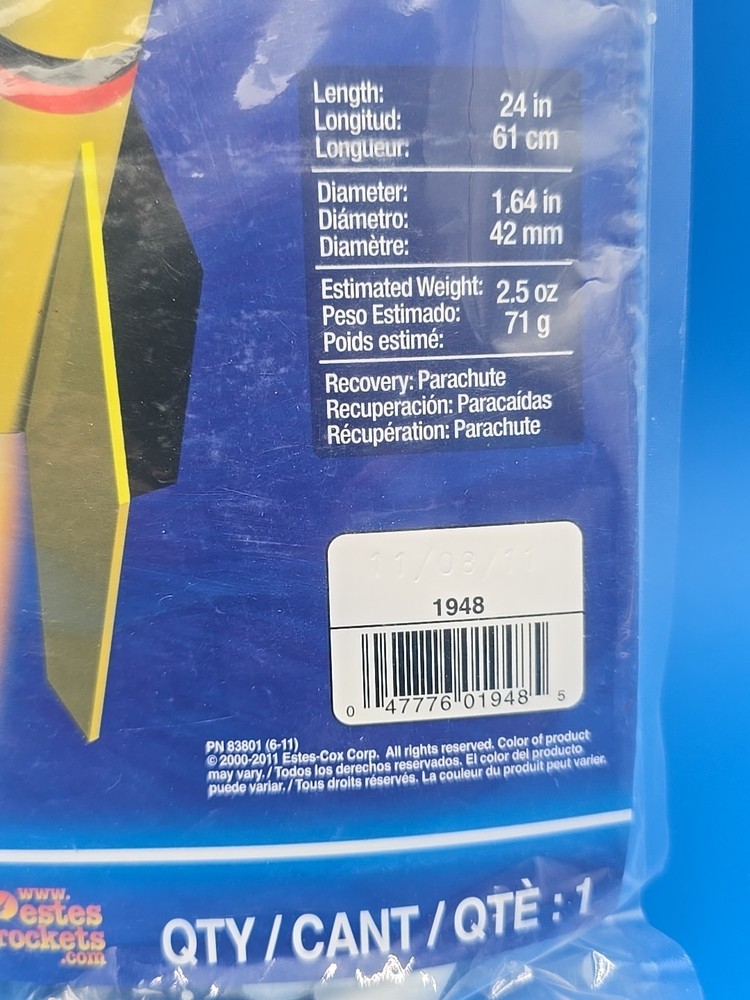 Length:
Longitud:
Longueur:
24 in
61 cm
Diameter:
Diámetro:
Diamètre:
1.64 in
42 mm
Estimated Weight:
Peso Estimado:
Poids estimé:
2.5 oz
71 g
Recovery: Parachute
Recuperación: Paracaídas
Récupération: Parachute
11/08/11
1948
0 47776 01948 5
PN 83801 (6-11)
© 2000-2011 Estes-Cox Corp. All rights reserved. Color of product
may vary. / Todos los derechos reservados. El color del producto
puede variar. / Tous droits réservés. La couleur du produit peut varier.
www.
estes
rockets
.com
QTY / CANT / QTÈ : 1